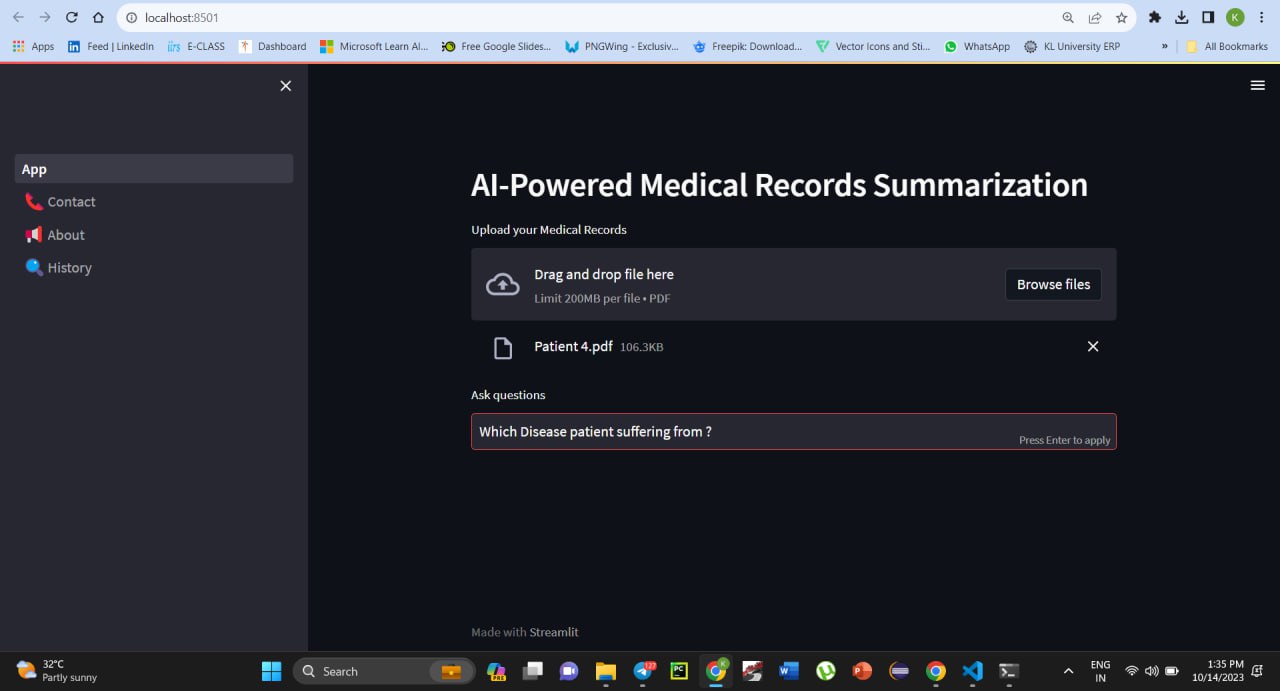 localhost:8501
K
Apps
Feed | LinkedIn
iirs E-CLASS
Dashboard
Microsoft Learn Al...
Free Google Slides...
PNGWing - Exclusiv...
Freepik: Download...
Vector Icons and Sti...
WhatsApp
KL University ERP
»
All Bookmarks
App
Contact
About
History
AI-Powered Medical Records Summarization
Upload your Medical Records
Drag and drop file here
Limit 200MB per file • PDF
Browse files
Patient 4.pdf 106.3KB
Ask questions
Which Disease patient suffering from ?
Press Enter to apply
Made with Streamlit
32°C
Partly sunny
Search
PRE
127
PC
K
W
P
ENG
IN
1:35 PM
10/14/2023